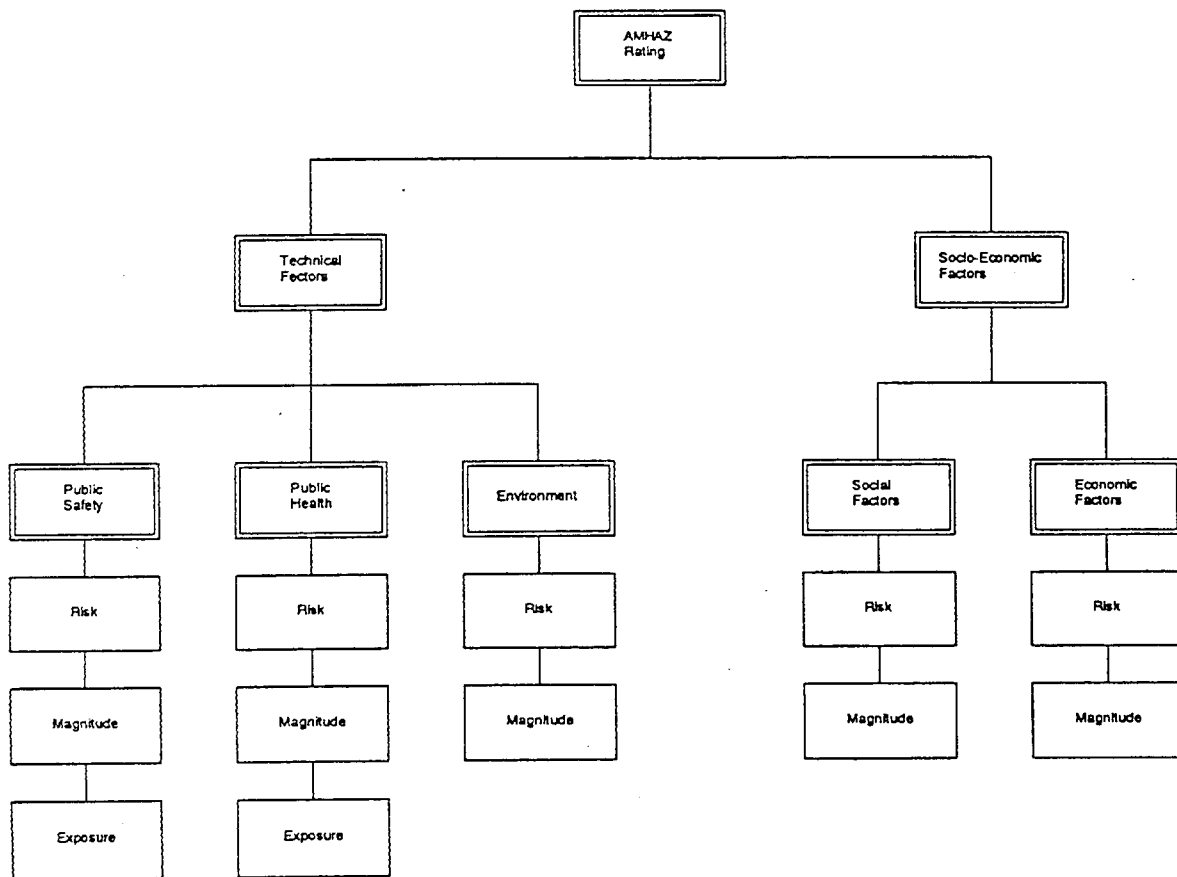 AMHAZ
Rating
Technical
Fectors
Socio-Economic
Factors
Public
Safety
Public
Health
Environment
Social
Factors
Economic
Factors
Risk
Risk
Risk
Risk
Risk
Magnitude
Magnitude
Magnitude
Magnitude
Magnitude
Exposure
Exposure